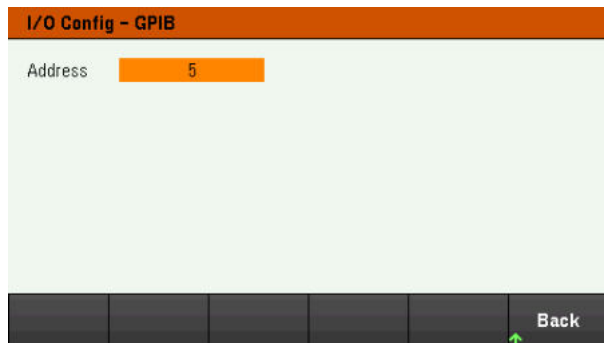 I/O Config – GPIB
Address 5
Back